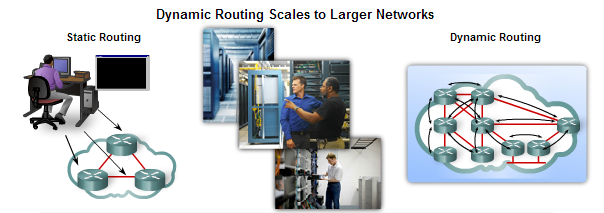 Dynamic Routing Scales to Larger Networks
Static Routing
Dynamic Routing